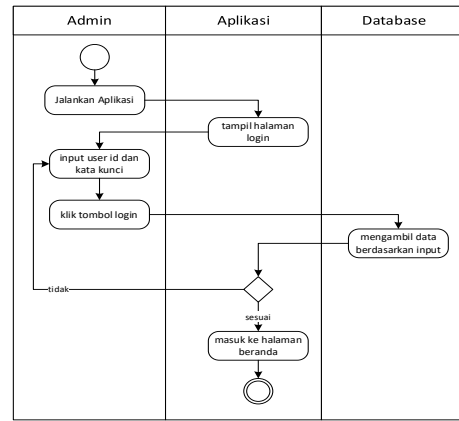 Admin
Aplikasi
Database
Jalankan Aplikasi
tampil halaman
login
input user id dan
kata kunci
klik tombol login
mengambil data
berdasarkan input
tidak
sesuai
masuk ke halaman
beranda